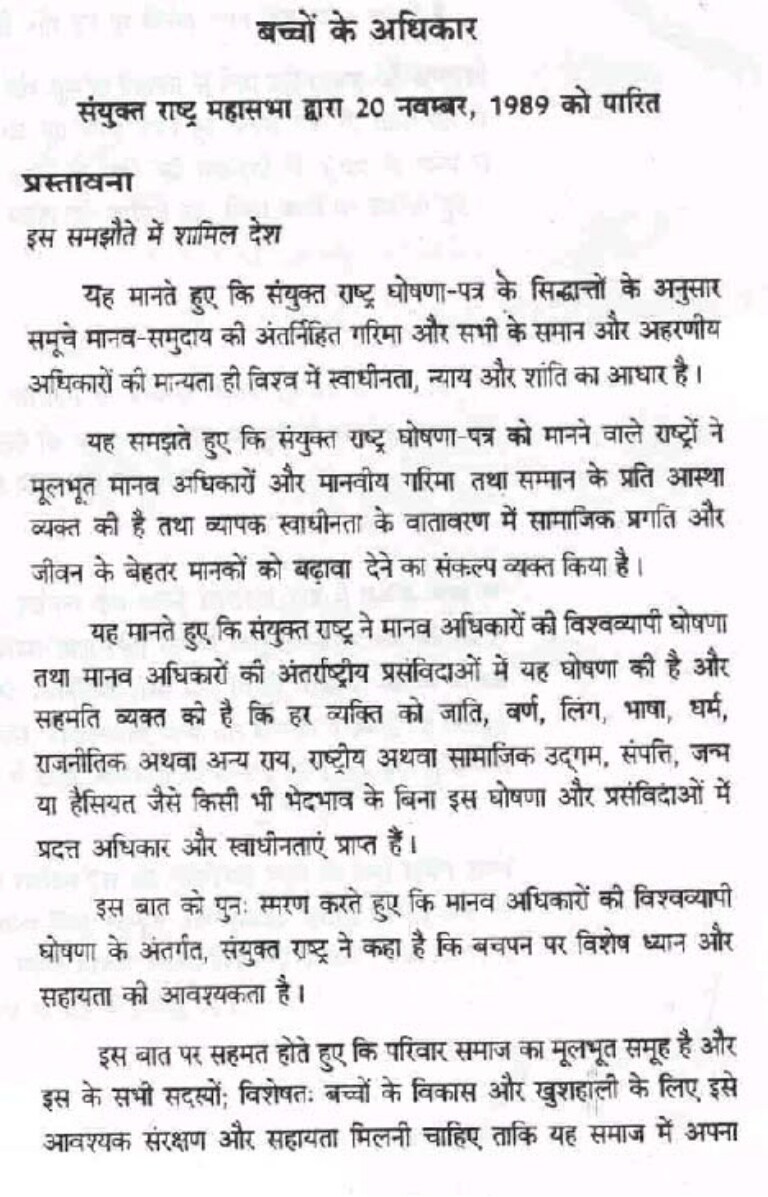 बच्चों के अधिकार
संयुक्त राष्ट्र महासभा द्वारा 20 नवम्बर, 1989 को पारित
प्रस्तावना
इस समझौते में शामिल देश
यह मानते हुए कि संयुक्त राष्ट्र घोषणा-पत्र के सिद्धान्तों के अनुसार
समूचे मानव-समुदाय की अंतर्निहित गरिमा और सभी के समान और अहरणीय
अधिकारों की मान्यता ही विश्व में स्वाधीनता, न्याय और शांति का आधार है।
यह समझते हुए कि संयुक्त राष्ट्र घोषणा-पत्र को मानने वाले राष्ट्रों ने
मूलभूत मानव अधिकारों और मानवीय गरिमा तथा सम्मान के प्रति आस्था
व्यक्त की है तथा व्यापक स्वाधीनता के वातावरण में सामाजिक प्रगति और
जीवन के बेहतर मानकों को बढ़ावा देने का संकल्प व्यक्त किया है।
यह मानते हुए कि संयुक्त राष्ट्र ने मानव अधिकारों की विश्वव्यापी घोषणा
तथा मानव अधिकारों की अंतर्राष्ट्रीय प्रसंविदाओं में यह घोषणा की है और
सहमति व्यक्त की है कि हर व्यक्ति को जाति, वर्ण, लिंग, भाषा, धर्म,
राजनीतिक अथवा अन्य राय, राष्ट्रीय अथवा सामाजिक उद्गम, संपत्ति, जन्म
या हैसियत जैसे किसी भी भेदभाव के बिना इस घोषणा और प्रसंविदाओं में
प्रदत्त अधिकार और स्वाधीनताएं प्राप्त हैं।
इस बात को पुनः स्मरण करते हुए कि मानव अधिकारों की विश्वव्यापी
घोषणा के अंतर्गत, संयुक्त राष्ट्र ने कहा है कि बचपन पर विशेष ध्यान और
सहायता की आवश्यकता है।
इस बात पर सहमत होते हुए कि परिवार समाज का मूलभूत समूह है और
इस के सभी सदस्यों; विशेषतः बच्चों के विकास और खुशहाली के लिए इसे
आवश्यक संरक्षण और सहायता मिलनी चाहिए ताकि यह समाज में अपना